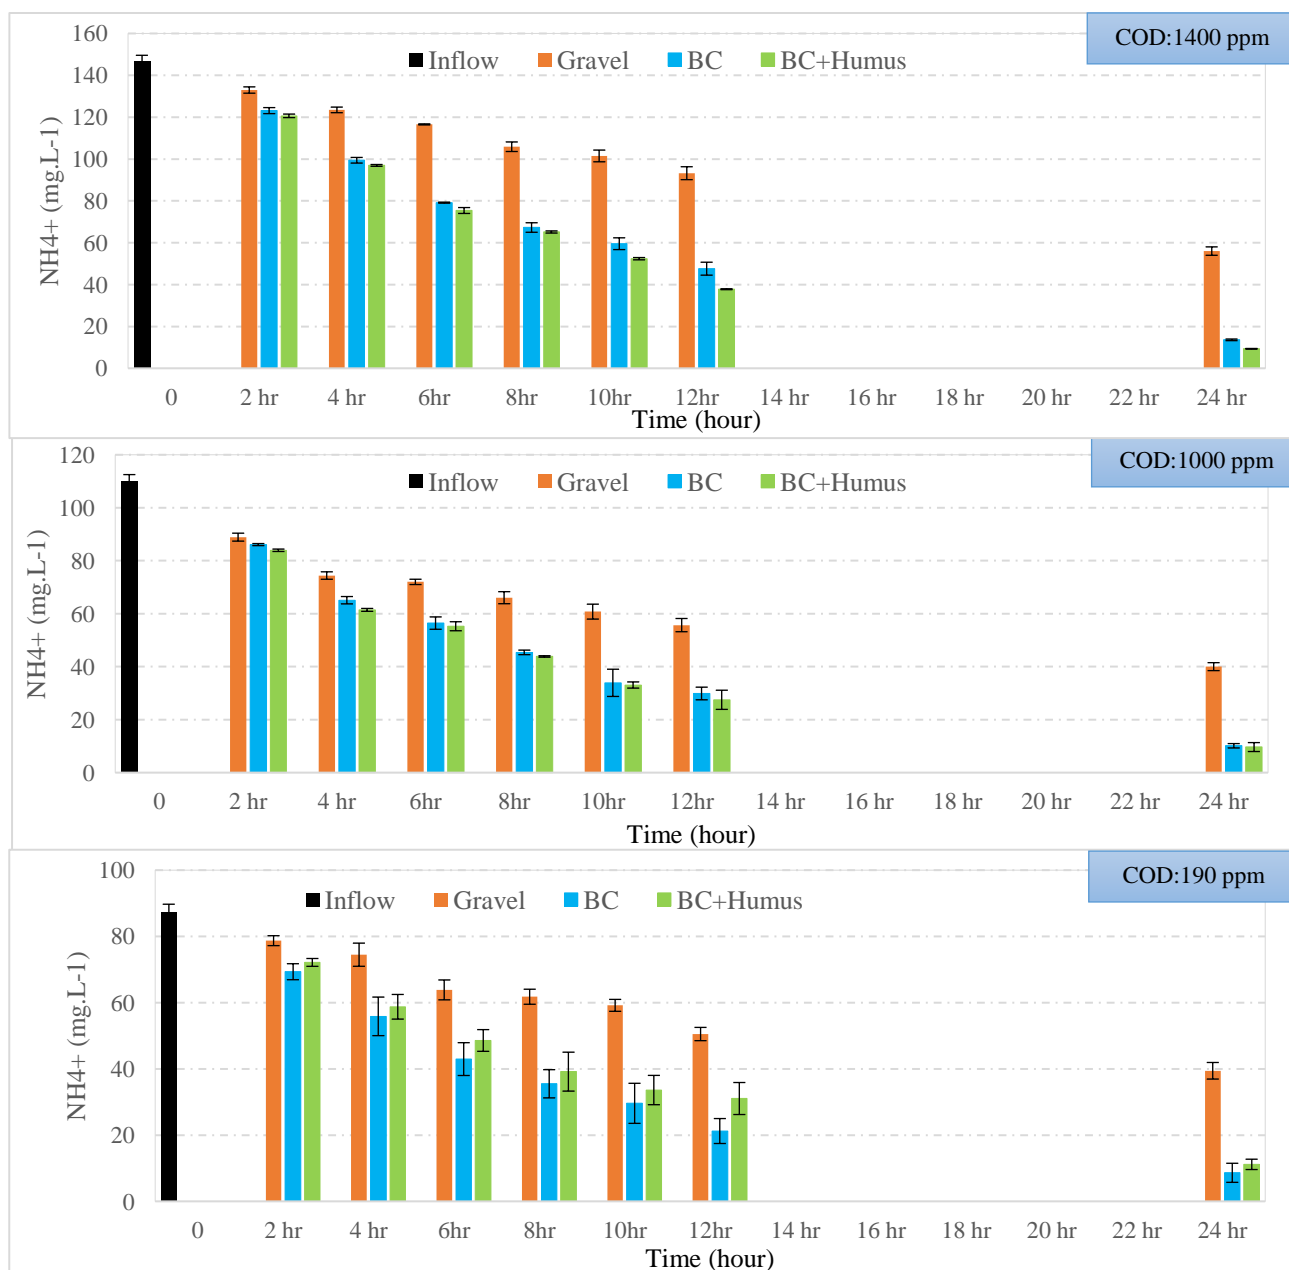 COD:1400 ppm
160
140
120
100
80
60
40
20
0
NH4+ (mg.L-1)
Inflow Gravel BC BC+Humus
0 2 hr 4 hr 6hr 8hr 10hr 12hr 14 hr 16 hr 18 hr 20 hr 22 hr 24 hr
Time (hour)
COD:1000 ppm
120
100
80
60
40
20
0
NH4+ (mg.L-1)
Inflow Gravel BC BC+Humus
0 2 hr 4 hr 6hr 8hr 10hr 12hr 14 hr 16 hr 18 hr 20 hr 22 hr 24 hr
Time (hour)
COD:190 ppm
100
80
60
40
20
0
NH4+ (mg.L-1)
Inflow Gravel BC BC+Humus
0 2 hr 4 hr 6hr 8hr 10hr 12hr 14 hr 16 hr 18 hr 20 hr 22 hr 24 hr
Time (hour)